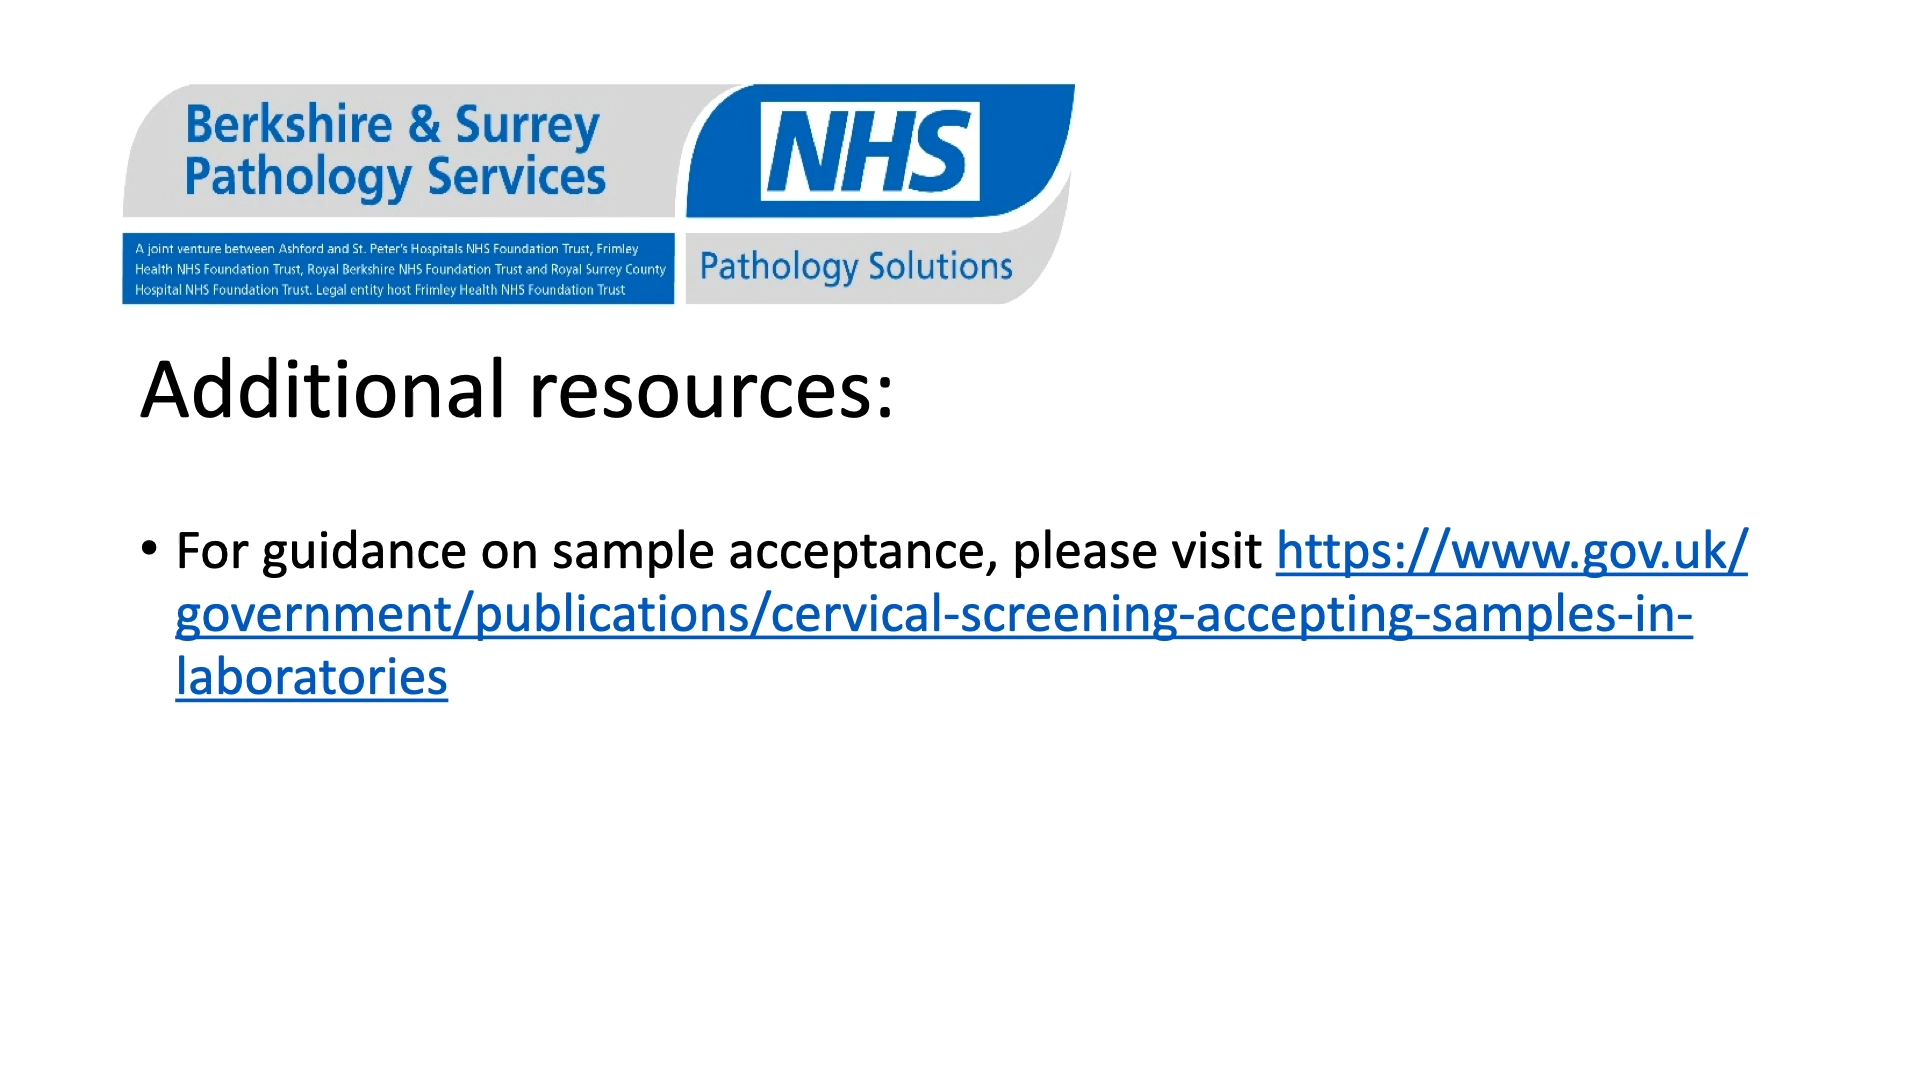 Berkshire & Surrey
Pathology Services
NHS
A joint venture between Ashford and St. Peter's Hospitals NHS Foundation Trust, Frimley
Health NHS Foundation Trust, Royal Berkshire NHS Foundation Trust and Royal Surrey County
Hospital NHS Foundation Trust. Legal entity host Frimley Health NHS Foundation Trust
Pathology Solutions
Additional resources:
• For guidance on sample acceptance, please visit https://www.gov.uk/
government/publications/cervical-screening-accepting-samples-in-
laboratories